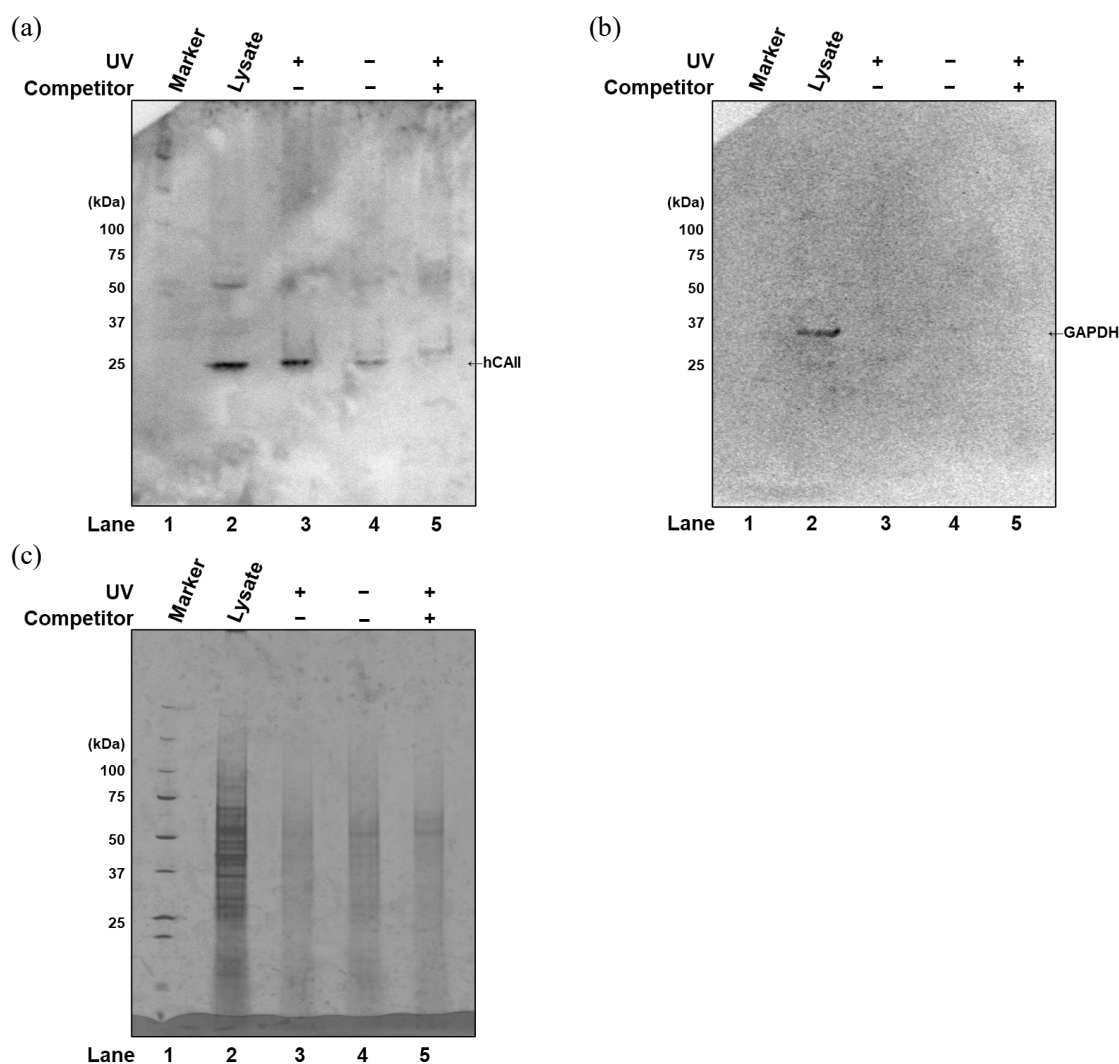 (a)
Marker Lysate
UV + – +
Competitor – – +
(kDa)
100
75
50
37
25
←hCAII
Lane 1 2 3 4 5
(b)
Marker Lysate
UV + – +
Competitor – – +
(kDa)
100
75
50
37
25
←GAPDH
Lane 1 2 3 4 5
(c)
Marker Lysate
UV + – +
Competitor – – +
(kDa)
100
75
50
37
25
Lane 1 2 3 4 5